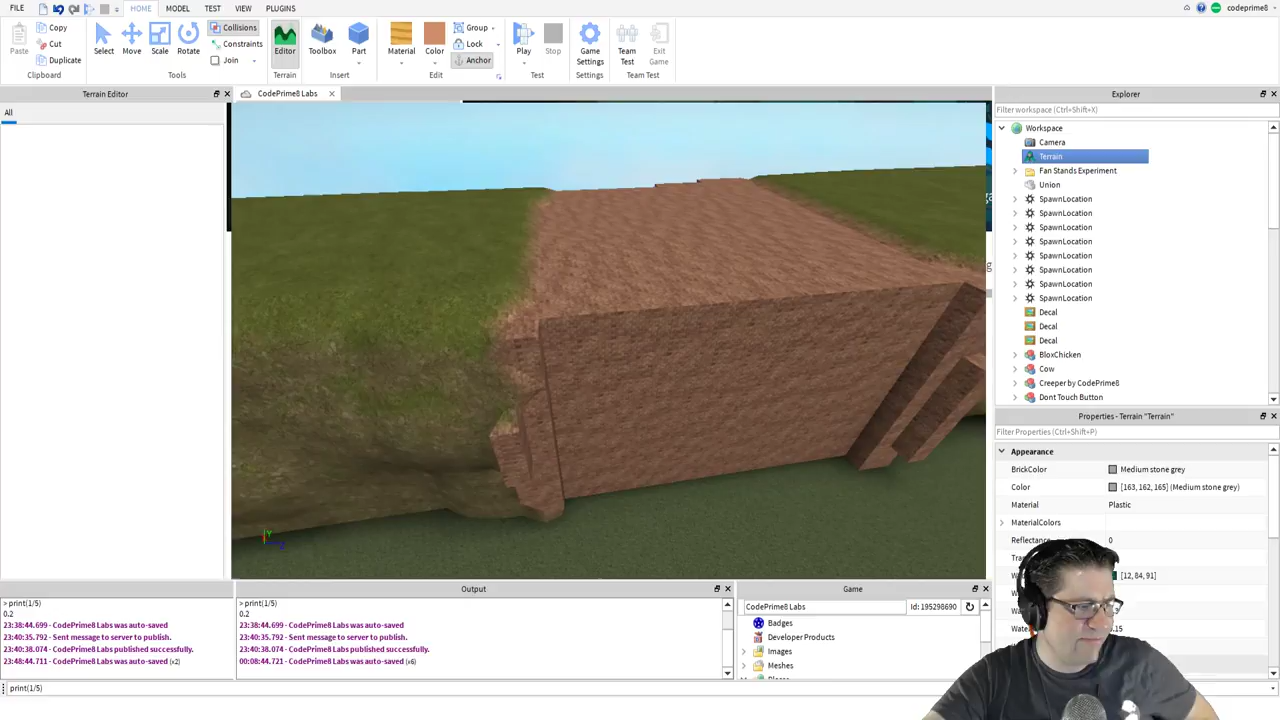 FILE HOME MODEL TEST VIEW PLUGINS codeprime8
Paste Copy Cut Duplicate Clipboard
Select Move Scale Rotate Collisions Constraints Join Tools
Editor Terrain
Toolbox Part Insert
Material Color Group Lock Anchor Edit
Play Stop Test
Game Settings Settings
Team Test Exit Game Team Test
Terrain Editor
All
CodePrime8 Labs
Explorer
Filter workspace (Ctrl+Shift+X)
Workspace
Camera
Terrain
Fan Stands Experiment
Union
SpawnLocation
SpawnLocation
SpawnLocation
SpawnLocation
SpawnLocation
SpawnLocation
SpawnLocation
SpawnLocation
Decal
Decal
Decal
BloxChicken
Cow
Creeper by CodePrime8
Dont Touch Button
Properties - Terrain "Terrain"
Filter Properties (Ctrl+Shift+P)
Appearance
BrickColor Medium stone grey
Color [163, 162, 165] (Medium stone grey)
Material Plastic
MaterialColors
Reflectance 0
[12, 84, 91]
Y
> print(1/5)
0.2
23:38:44.699 - CodePrime8 Labs was auto-saved
23:40:35.792 - Sent message to server to publish.
23:40:38.074 - CodePrime8 Labs published successfully.
23:48:44.711 - CodePrime8 Labs was auto-saved (x2)
Output
> print(1/5)
0.2
23:38:44.699 - CodePrime8 Labs was auto-saved
23:40:35.792 - Sent message to server to publish.
23:40:38.074 - CodePrime8 Labs published successfully.
00:08:44.721 - CodePrime8 Labs was auto-saved (x6)
Game
CodePrime8 Labs Id: 195298690
Badges
Developer Products
Images
Meshes
print(1/5)